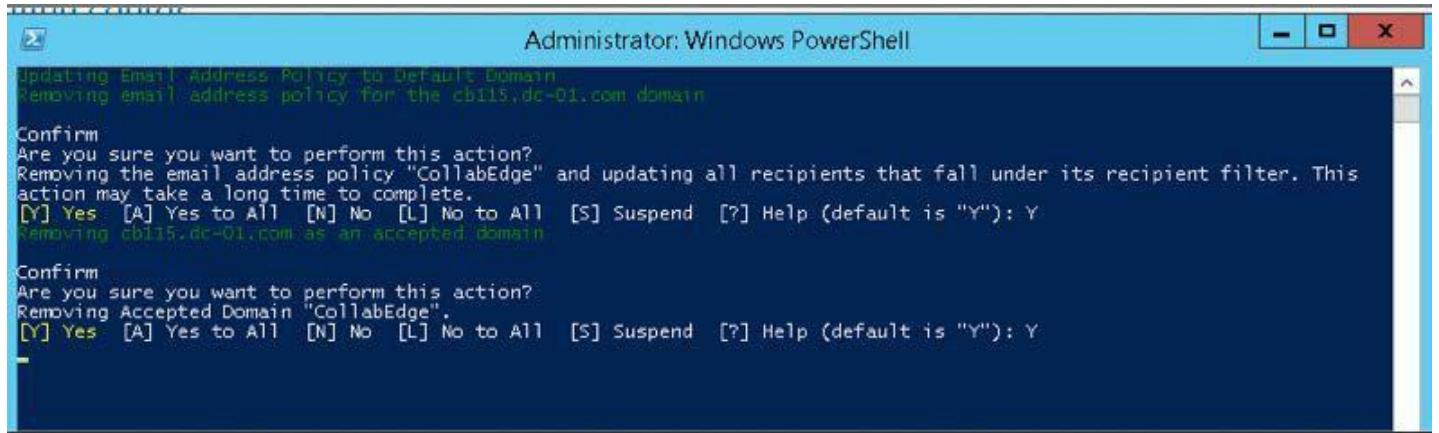 Administrator: Windows PowerShell
Updating Email Address Policy to Default Domain
Removing email address policy for the cb115.dc-01.com domain
Confirm
Are you sure you want to perform this action?
Removing the email address policy "CollabEdge" and updating all recipients that fall under its recipient filter. This
action may take a long time to complete.
[Y] Yes  [A] Yes to All  [N] No  [L] No to All  [S] Suspend  [?] Help (default is "Y"): Y
Removing cb115.dc-01.com as an accepted domain
Confirm
Are you sure you want to perform this action?
Removing Accepted Domain "CollabEdge".
[Y] Yes  [A] Yes to All  [N] No  [L] No to All  [S] Suspend  [?] Help (default is "Y"): Y